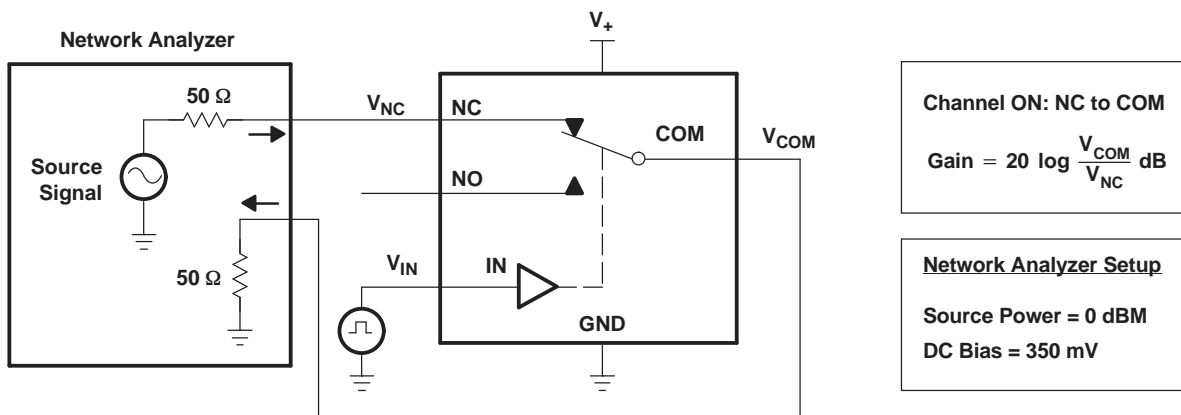 Network Analyzer
50 Ω
Source
Signal
50 Ω
V+
VNC
NC
COM
VCOM
NO
VIN
IN
GND
Channel ON: NC to COM
Gain = 20 log VCOM/VNC dB
Network Analyzer Setup
Source Power = 0 dBM
DC Bias = 350 mV